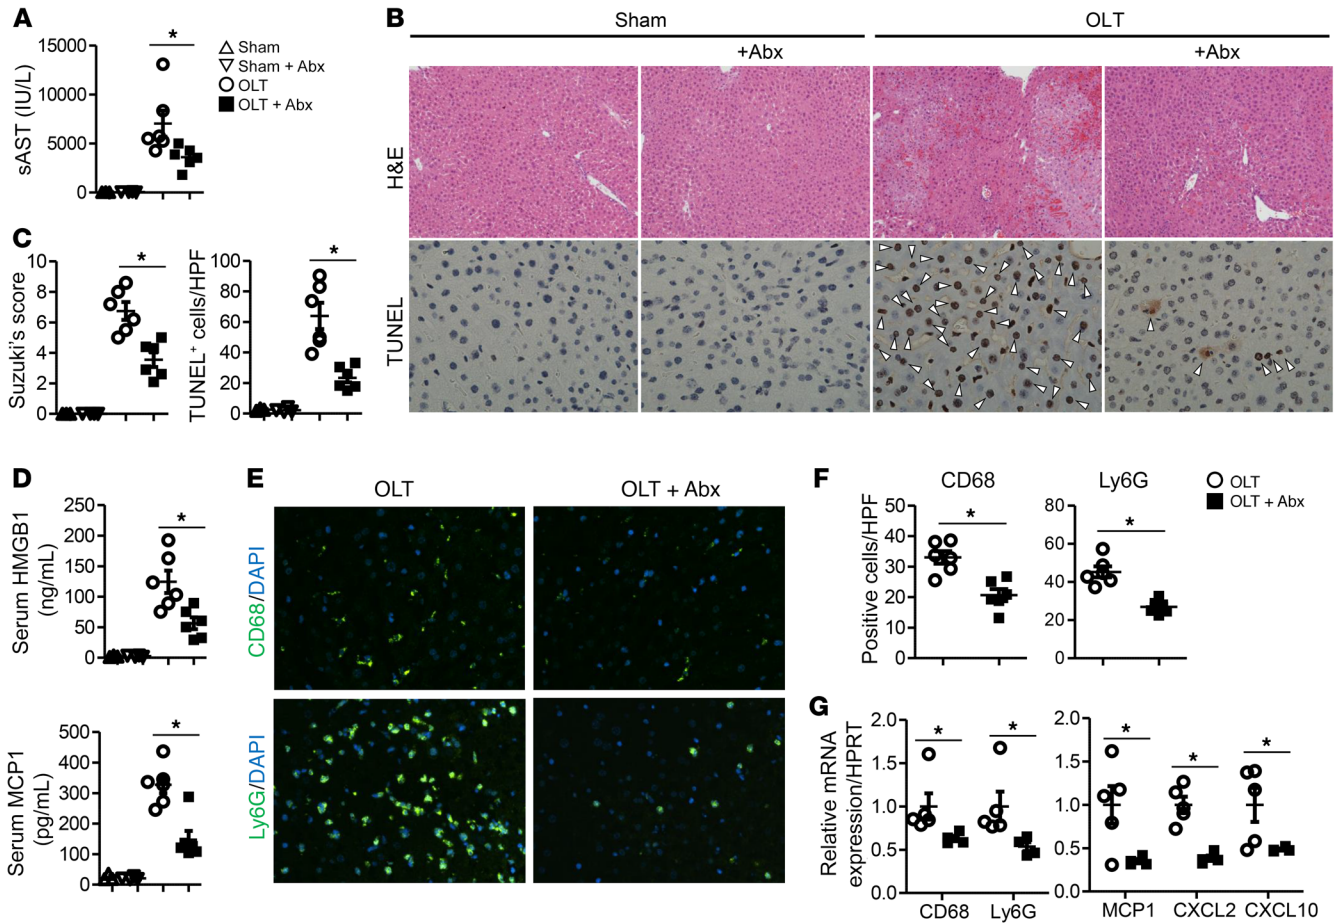 A
*
15000
10000
5000
0
sAST (IU/L)
Sham
Sham + Abx
OLT
OLT + Abx
B
Sham
OLT
+Abx
+Abx
H&E
TUNEL
C
*
10
8
6
4
2
0
Suzuki's score
*
100
80
60
40
20
0
TUNEL+ cells/HPF
D
*
250
200
150
100
50
0
Serum HMGB1
(ng/mL)
*
500
400
300
200
100
0
Serum MCP1
(pg/mL)
E
OLT
OLT + Abx
CD68/DAPI
Ly6G/DAPI
F
CD68
Ly6G
OLT
OLT + Abx
*
50
40
30
20
10
0
Positive cells/HPF
*
80
60
40
20
0
G
*
*
2.0
1.5
1.0
0.5
0.0
Relative mRNA
expression/HPRT
CD68
Ly6G
*
*
*
2.0
1.5
1.0
0.5
0.0
MCP1
CXCL2
CXCL10